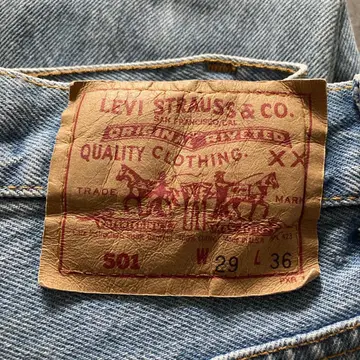 LEVI STRAUSS & CO.
SAN FRANCISCO, CAL.
ORIGINAL RIVETED
QUALITY CLOTHING. XX
TRADE MARK
501 W 29 L 36